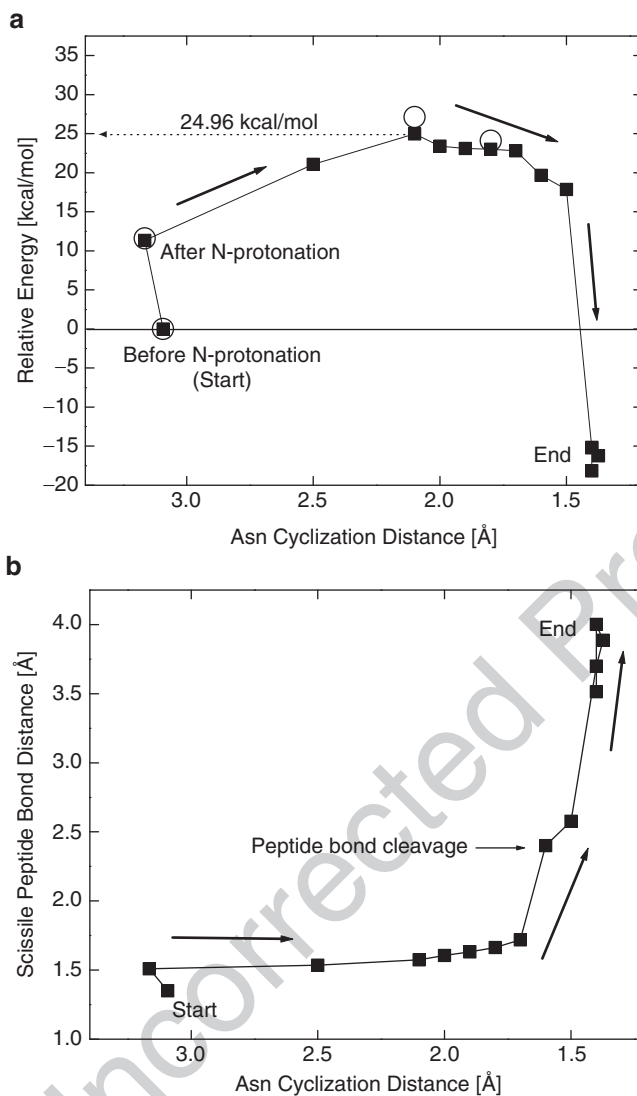 a
35
30
25
20
15
10
5
0
−5
−10
−15
−20
Relative Energy [kcal/mol]
24.96 kcal/mol
After N-protonation
Before N-protonation
(Start)
End
3.0 2.5 2.0 1.5
Asn Cyclization Distance [Å]
b
4.0
3.5
3.0
2.5
2.0
1.5
1.0
Scissile Peptide Bond Distance [Å]
End
Peptide bond cleavage
Start
3.0 2.5 2.0 1.5
Asn Cyclization Distance [Å]
Incorrected Pr